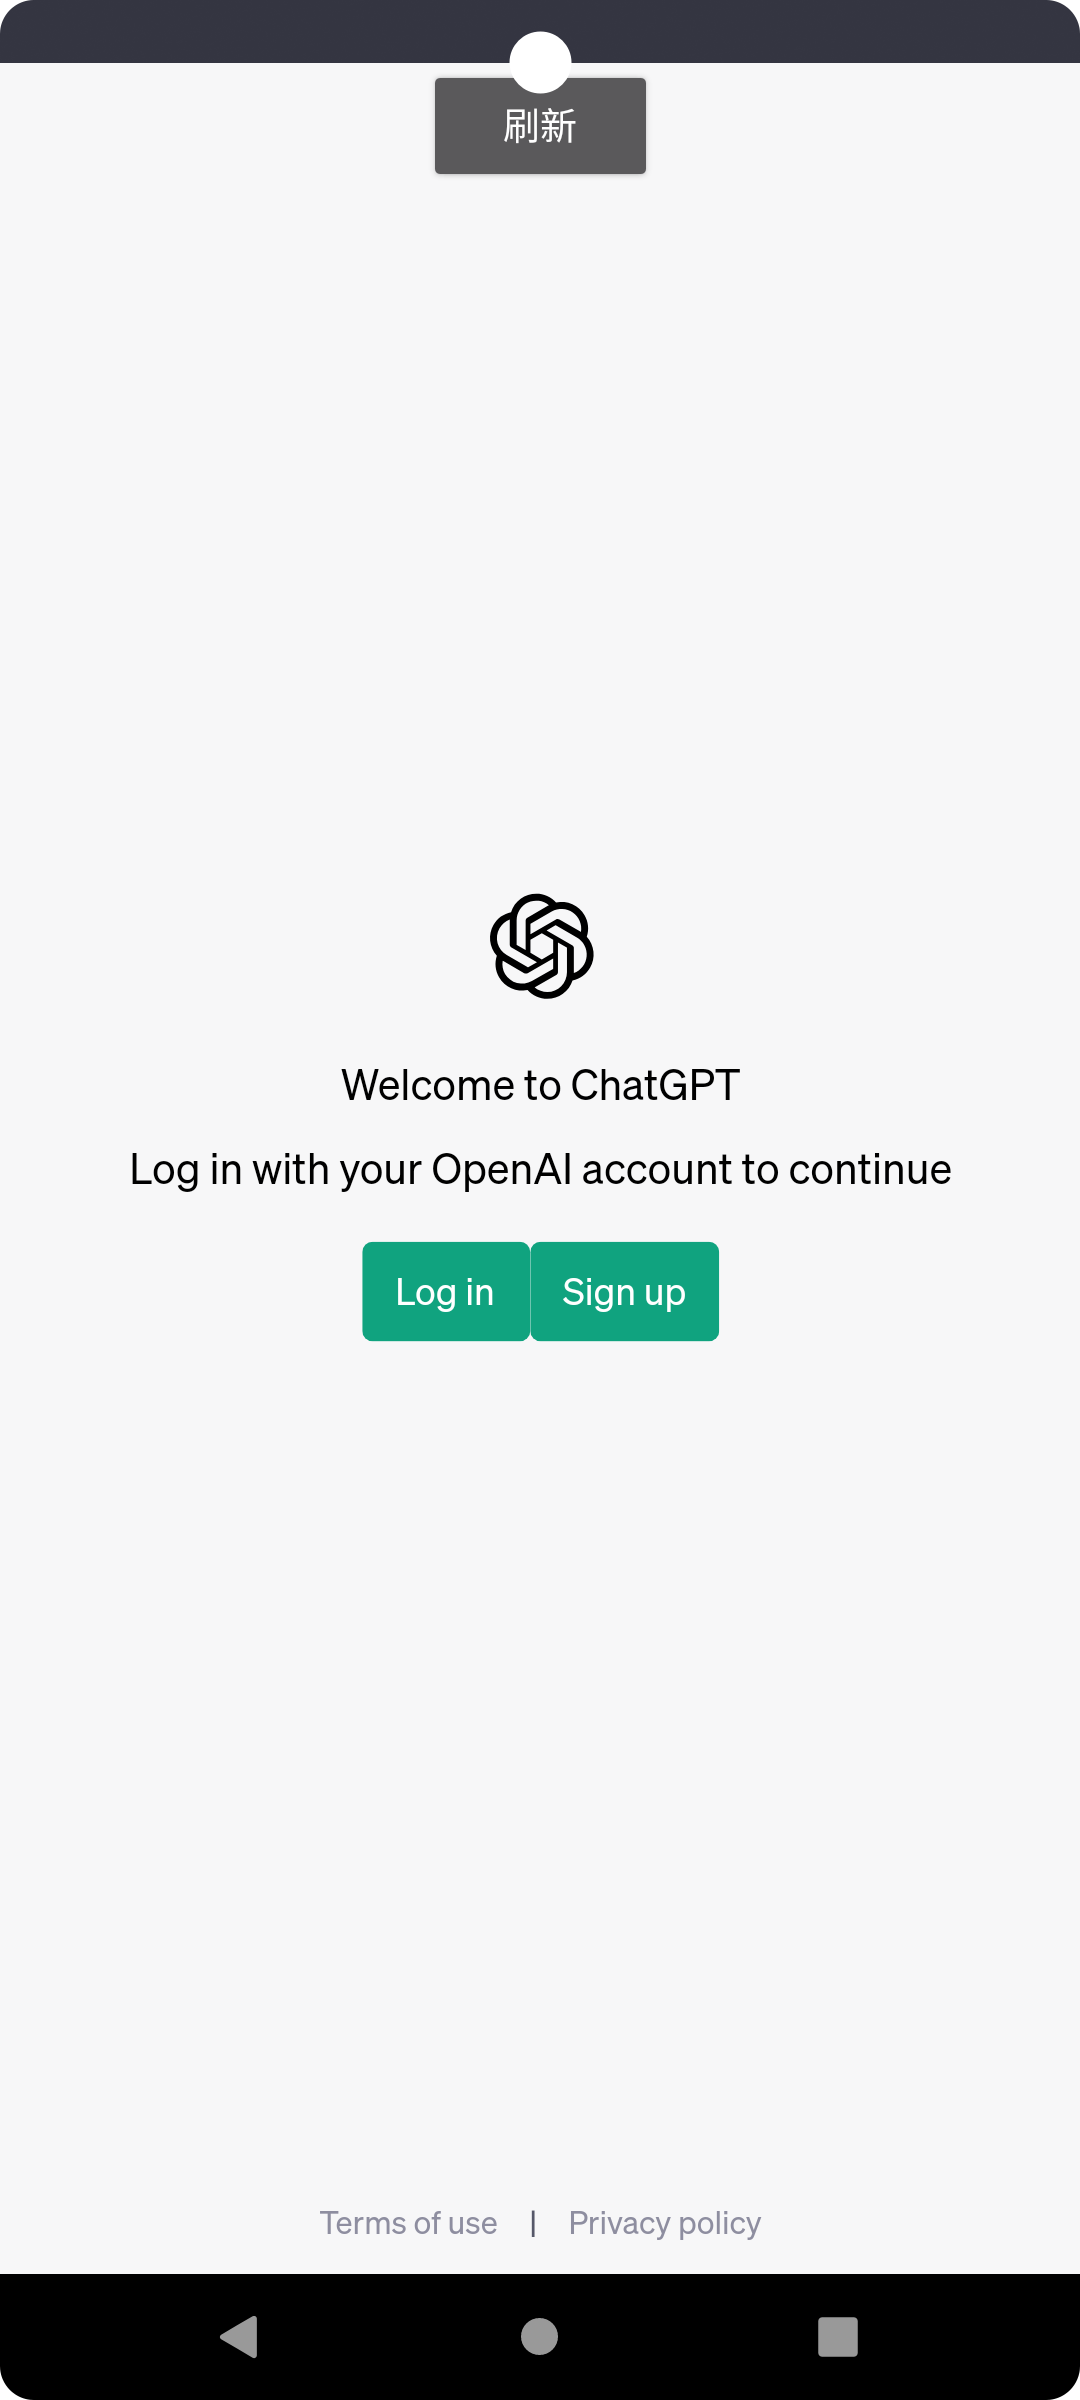 刷新
Welcome to ChatGPT
Log in with your OpenAI account to continue
Log in Sign up
Terms of use | Privacy policy